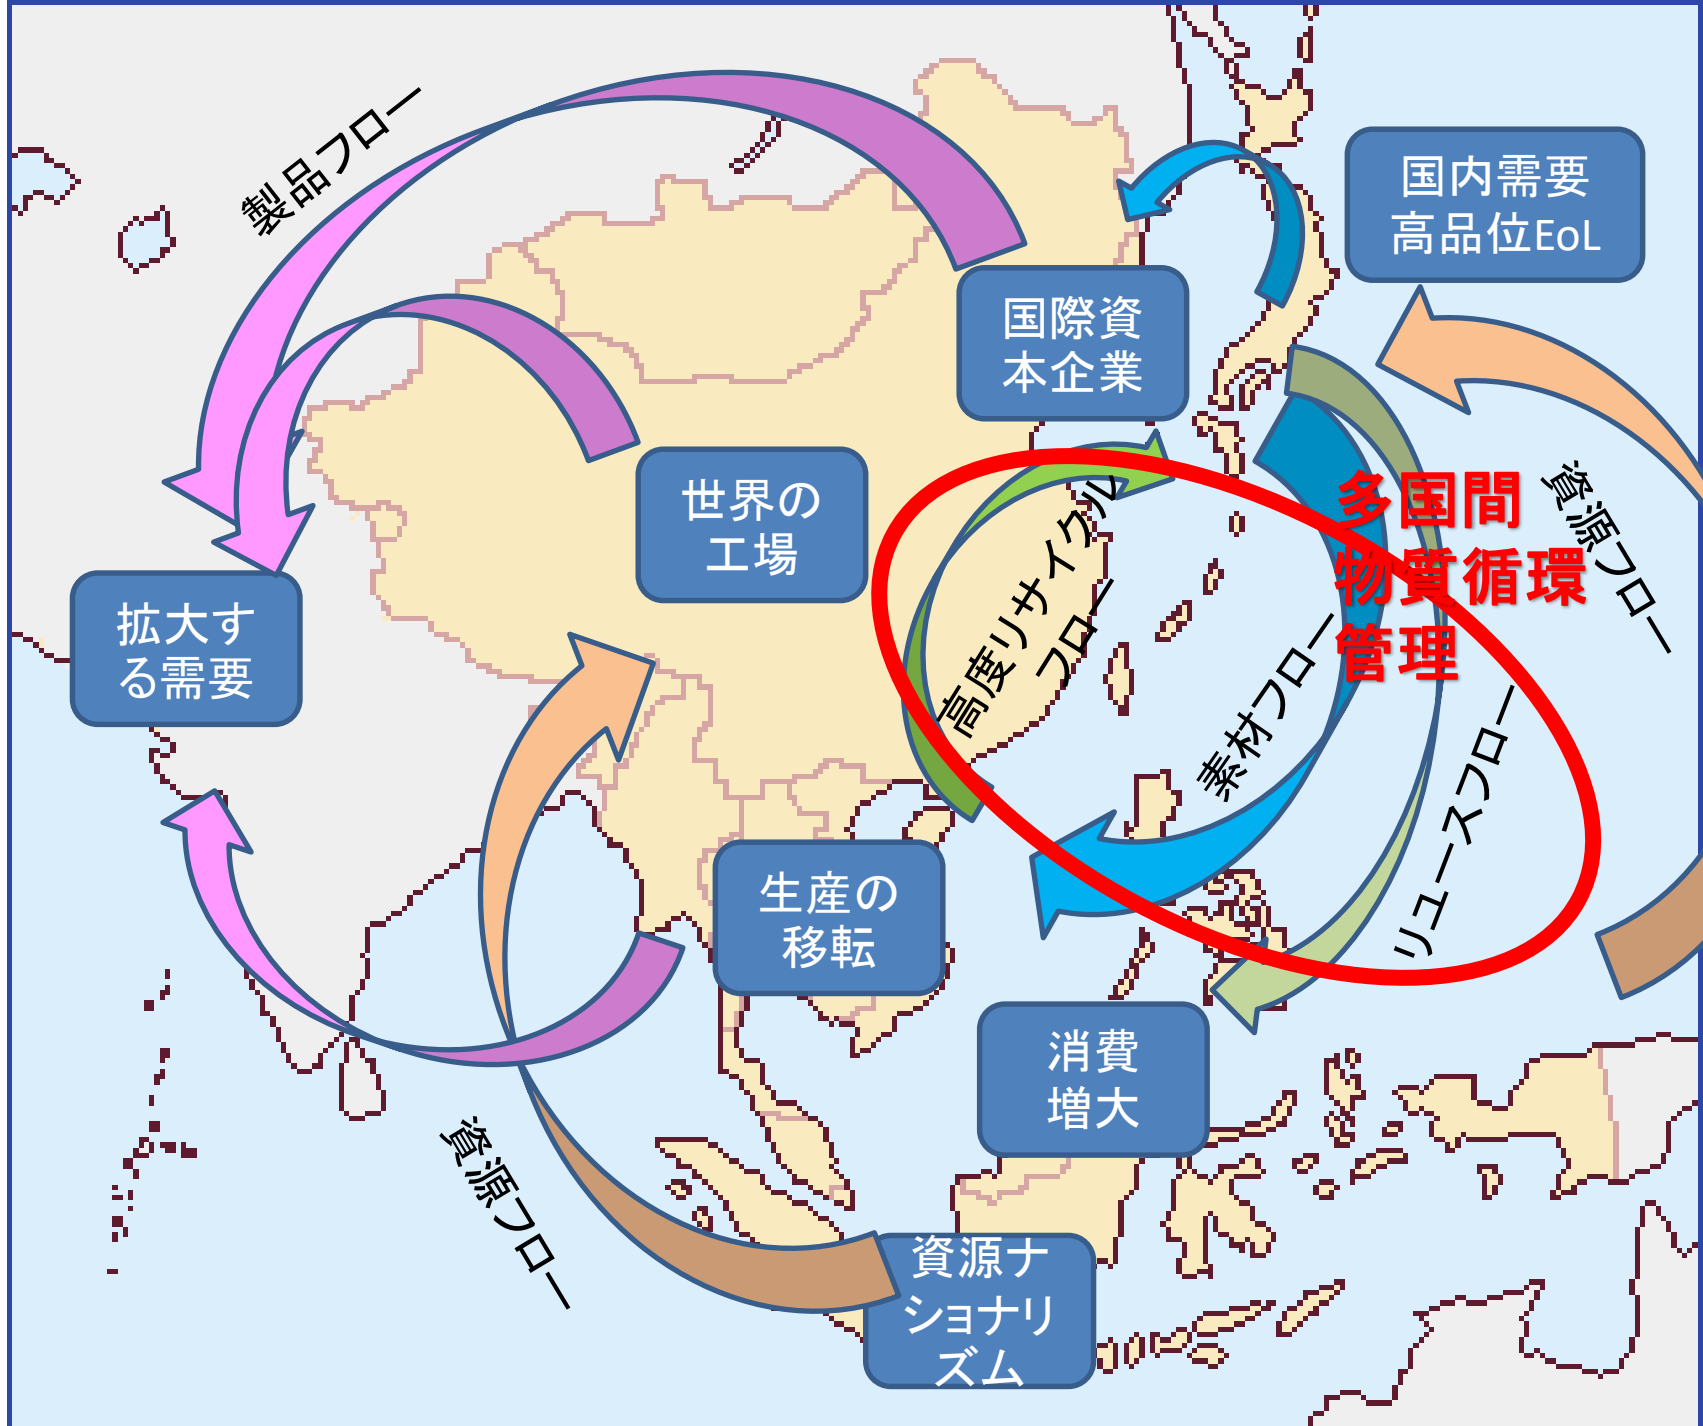 製品フロー
国内需要
高品位EoL
国際資
本企業
世界の
工場
多国間
物質循環
管理
資源フロー
高度リサイクル
フロー
拡大す
る需要
素材フロー
リユースフロー
生産の
移転
消費
増大
資源フロー
資源ナ
ショナリ
ズム